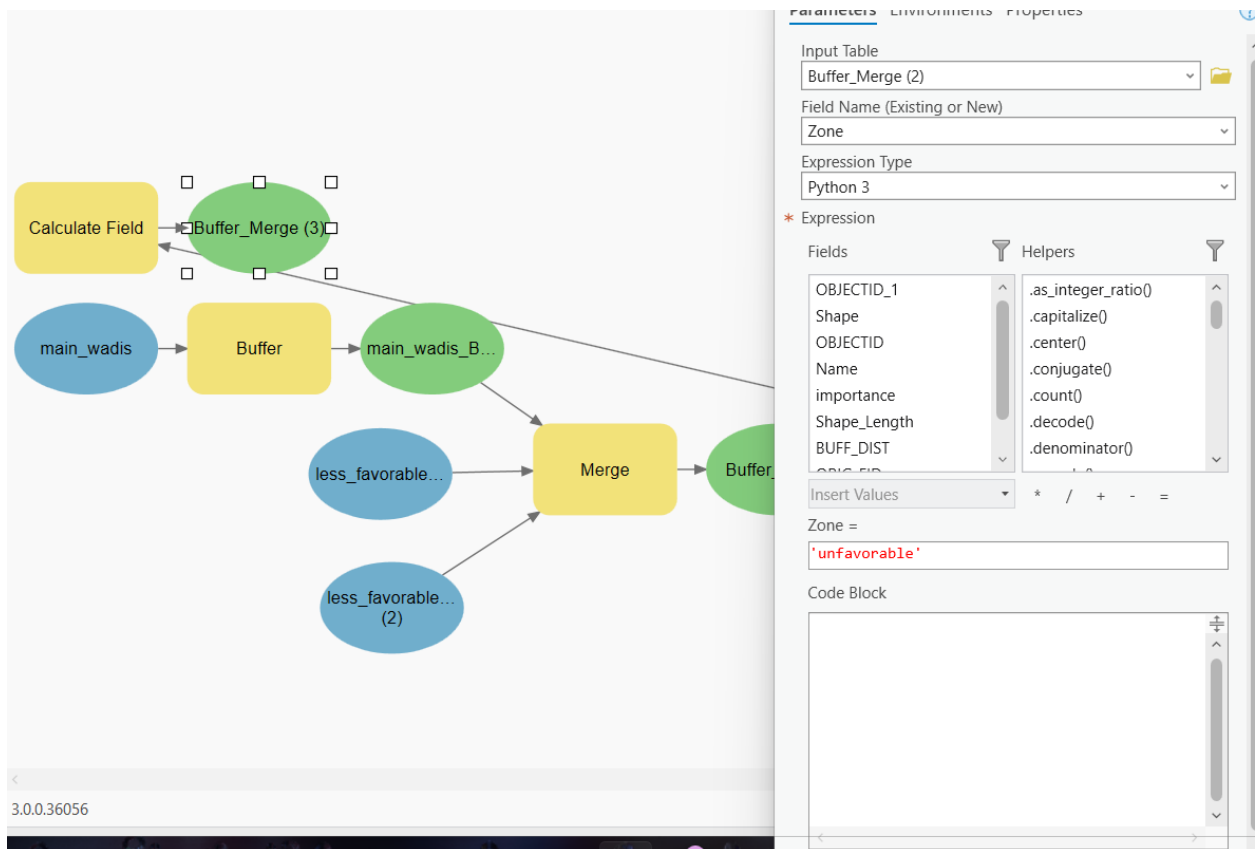 Parameters Environments Properties
Input Table
Buffer_Merge (2)
Field Name (Existing or New)
Zone
Expression Type
Python 3
* Expression
Fields
Helpers
OBJECTID_1
Shape
OBJECTID
Name
importance
Shape_Length
BUFF_DIST
.as_integer_ratio()
.capitalize()
.center()
.conjugate()
.count()
.decode()
.denominator()
Insert Values
* / + - =
Zone =
'unfavorable'
Code Block
Calculate Field
Buffer_Merge (3)
main_wadis
Buffer
main_wadis_B...
less_favorable...
Merge
Buffer_
less_favorable...
(2)
3.0.0.36056